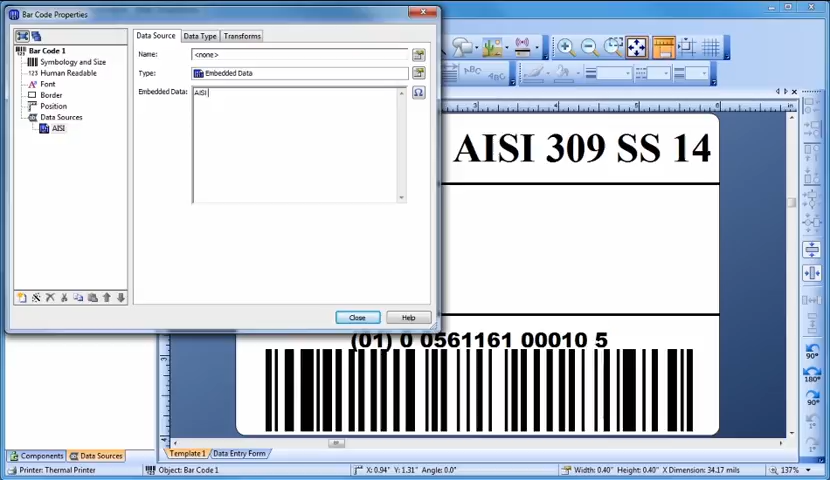 Bar Code Properties
Bar Code 1
Symbology and Size
Human Readable
Font
Border
Position
Data Sources
AISI
Data Source
Data Type
Transforms
Name:
<none>
Type:
Embedded Data
Embedded Data:
AISI
Close
Help
AISI 309 SS 14
(01) 0 0561161 00010 5
90°
180°
90°
Components
Data Sources
Template 1
Data Entry Form
Printer: Thermal Printer
Object: Bar Code 1
X: 0.94" Y: 1.31" Angle: 0.0°
Width: 0.40" Height: 0.40" X Dimension: 34.17 mils
137%